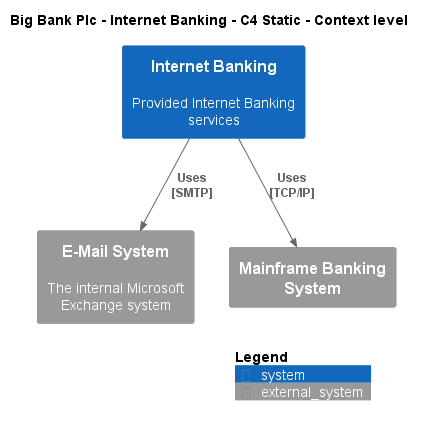 Big Bank Plc - Internet Banking - C4 Static - Context level
Internet Banking
Provided Internet Banking
services
Uses
[SMTP]
Uses
[TCP/IP]
E-Mail System
The internal Microsoft
Exchange system
Mainframe Banking
System
Legend
system
external_system